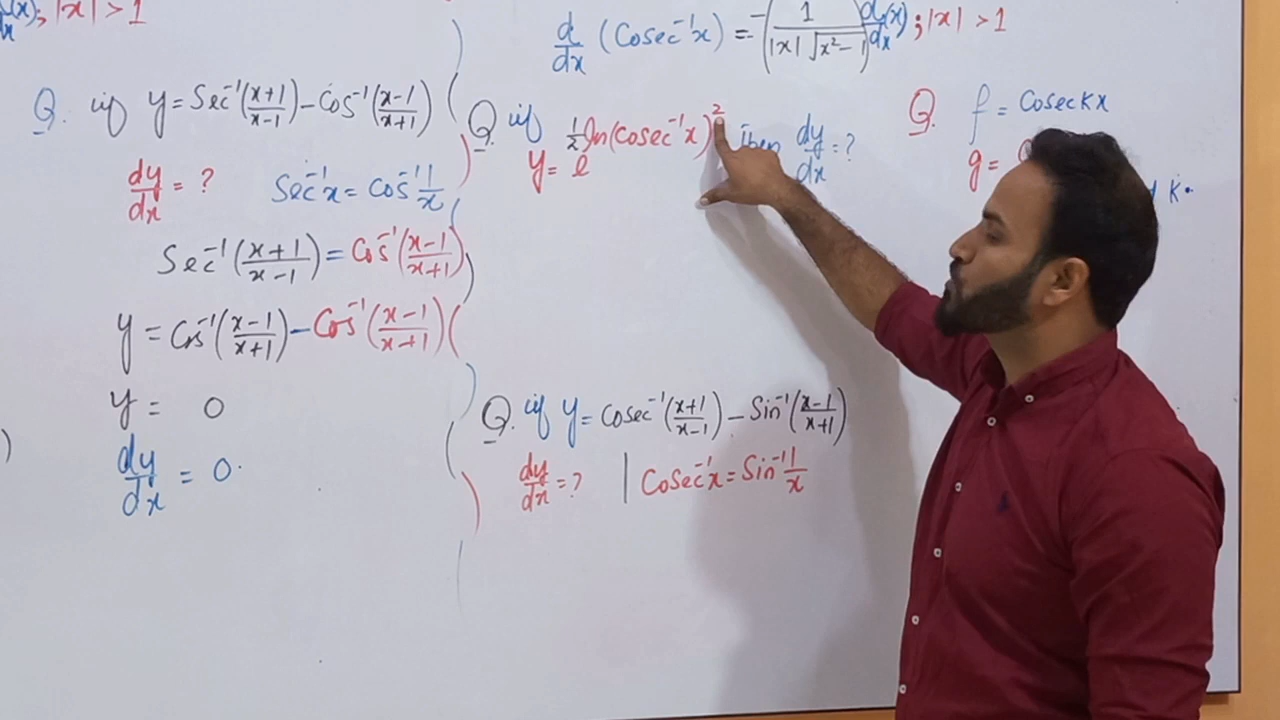 d/dx (x); |x| > 1
d/dx (Cosec⁻¹x) = -(1/(|x|√(x²-1))) d/dx(x); |x| > 1
Q. if y = Sec⁻¹((x+1)/(x-1)) - Cos⁻¹((x-1)/(x+1))
dy/dx = ?
Sec⁻¹x = Cos⁻¹ 1/x
Sec⁻¹((x+1)/(x-1)) = Cos⁻¹((x-1)/(x+1))
y = Cos⁻¹((x-1)/(x+1)) - Cos⁻¹((x-1)/(x+1))
y = 0
dy/dx = 0.
Q. if y = e^(1/2 ln(cosec⁻¹x)²) then dy/dx = ?
Q. if y = Cosec⁻¹((x+1)/(x-1)) - Sin⁻¹((x-1)/(x+1))
dy/dx = ? | Cosec⁻¹x = Sin⁻¹ 1/x
Q. f = Cosec Kx
g =
K.